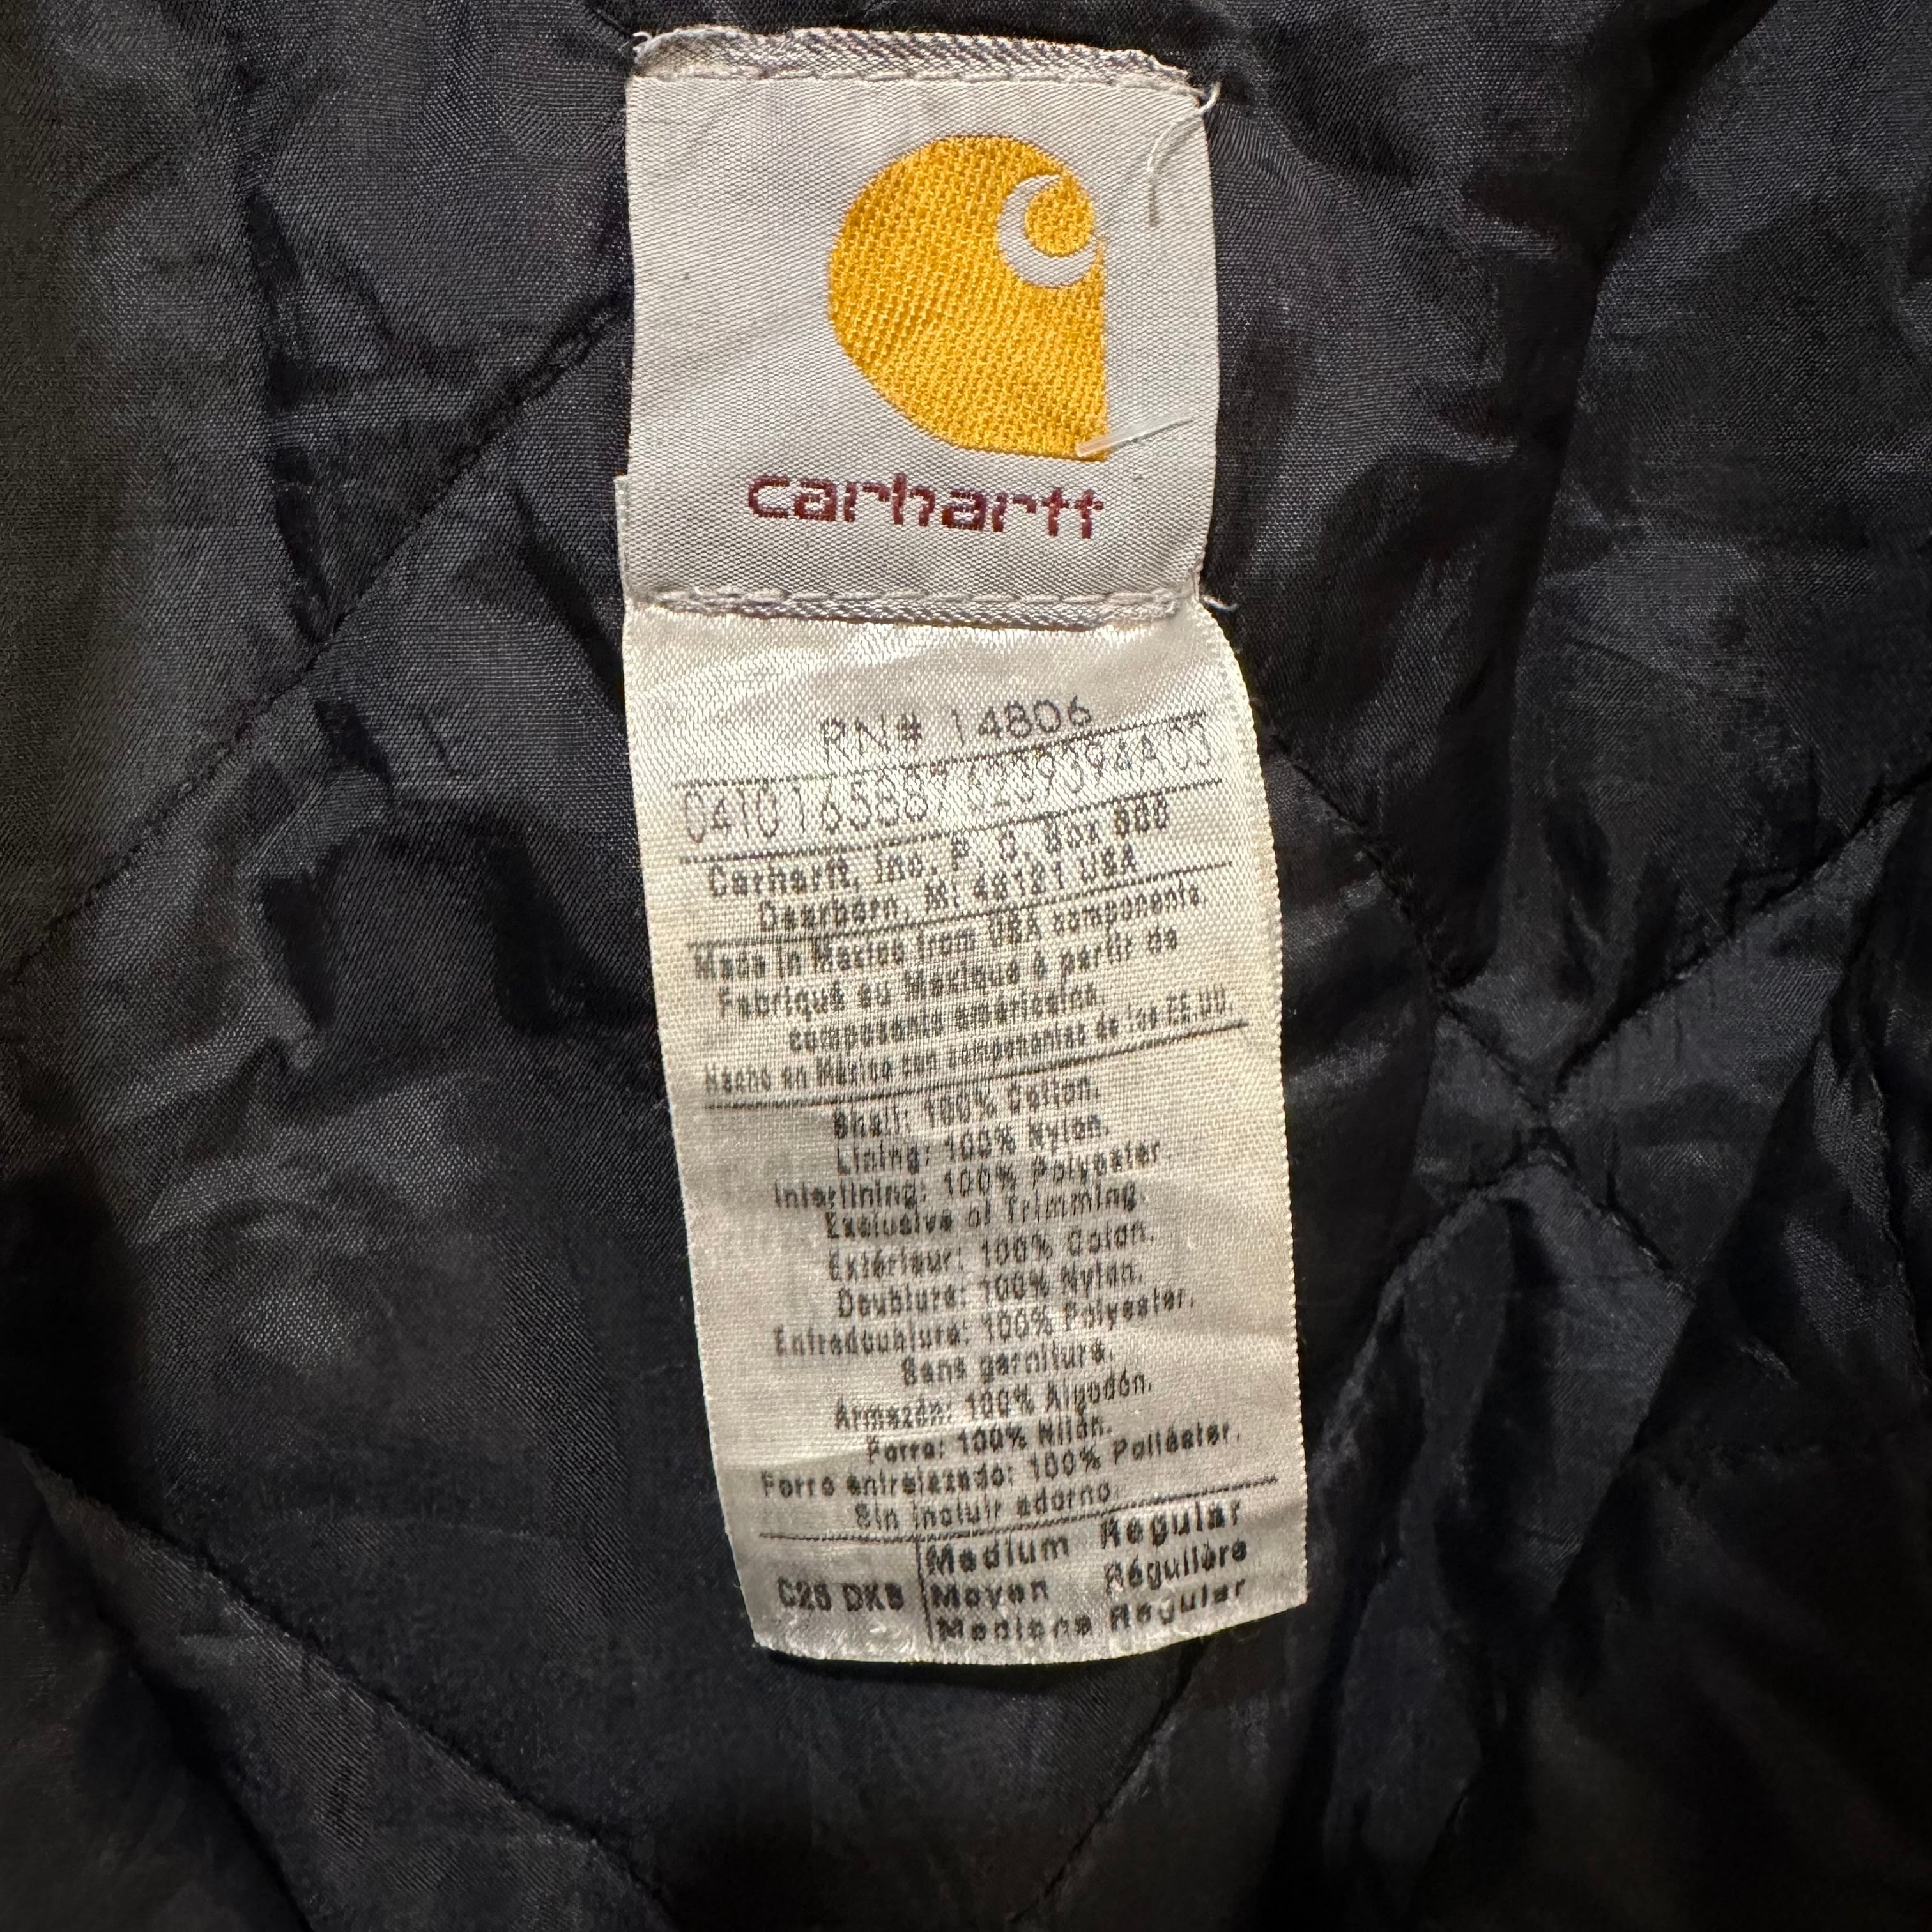 carhartt
RN# 14806
Carhartt, Inc. P. O. Box 600
Dearborn, MI 48121 USA
Made in Mexico from USA components.
Fabriqué au Mexique à partir de
composants américains.
Hecho en México con componentes de los EE.UU.
Shell: 100% Cotton.
Lining: 100% Nylon.
Interlining: 100% Polyester.
Exclusive of Trimming.
Extérieur: 100% Coton.
Doublure: 100% Nylon.
Entredoublure: 100% Polyester.
Sans garniture.
Armazón: 100% Algodón.
Forro: 100% Nilón.
Forro entrelazado: 100% Poliéster.
Sin incluir adorno.
Medium Regular
C26 DKB Moyen Régulière
Mediana Regular